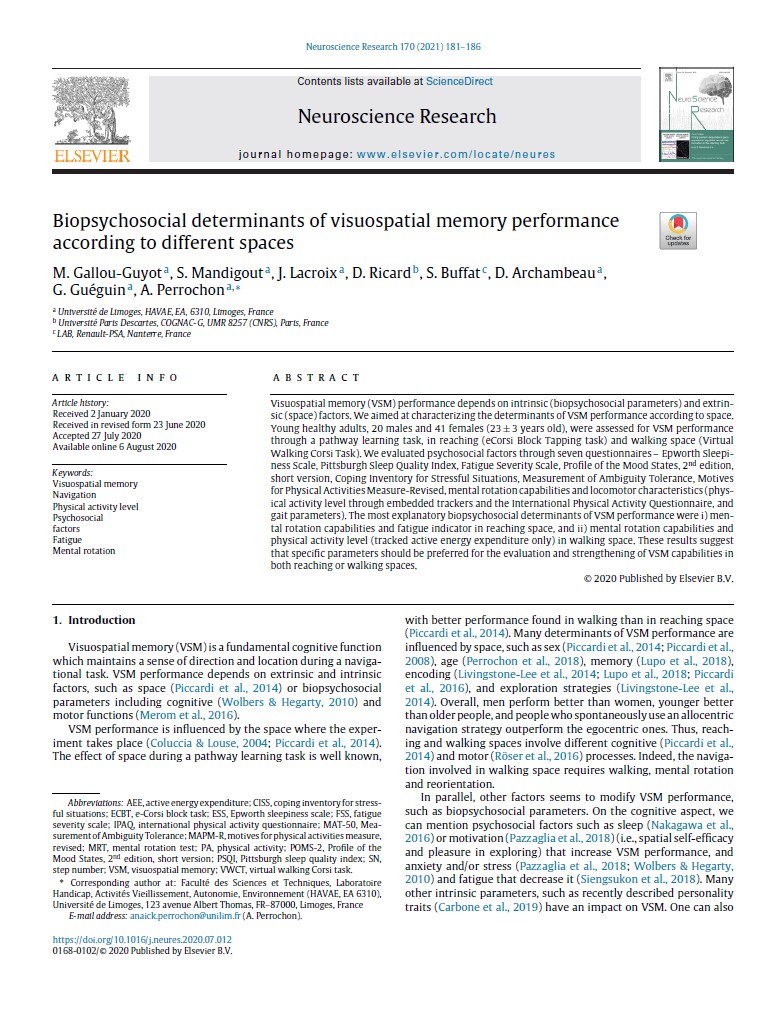 Neuroscience Research 170 (2021) 181–186
Contents lists available at ScienceDirect
Neuroscience Research
journal homepage: www.elsevier.com/locate/neures
ELSEVIER
NeuroScience
Research
Check for
updates
Biopsychosocial determinants of visuospatial memory performance
according to different spaces
M. Gallou-Guyot a, S. Mandigout a, J. Lacroix a, D. Ricard b, S. Buffat c, D. Archambeau a,
G. Guéguin a, A. Perrochon a,*
a Université de Limoges, HAVAE, EA, 6310, Limoges, France
b Université Paris Descartes, COGNAC-G, UMR 8257 (CNRS), Paris, France
c LAB, Renault-PSA, Nanterre, France
ARTICLE INFO
Article history:
Received 2 January 2020
Received in revised form 23 June 2020
Accepted 27 July 2020
Available online 6 August 2020
Keywords:
Visuospatial memory
Navigation
Physical activity level
Psychosocial
factors
Fatigue
Mental rotation
ABSTRACT
Visuospatial memory (VSM) performance depends on intrinsic (biopsychosocial parameters) and extrin-
sic (space) factors. We aimed at characterizing the determinants of VSM performance according to space.
Young healthy adults, 20 males and 41 females (23 ± 3 years old), were assessed for VSM performance
through a pathway learning task, in reaching (eCorsi Block Tapping task) and walking space (Virtual
Walking Corsi Task). We evaluated psychosocial factors through seven questionnaires – Epworth Sleepi-
ness Scale, Pittsburgh Sleep Quality Index, Fatigue Severity Scale, Profile of the Mood States, 2nd edition,
short version, Coping Inventory for Stressful Situations, Measurement of Ambiguity Tolerance, Motives
for Physical Activities Measure-Revised, mental rotation capabilities and locomotor characteristics (phys-
ical activity level through embedded trackers and the International Physical Activity Questionnaire, and
gait parameters). The most explanatory biopsychosocial determinants of VSM performance were i) men-
tal rotation capabilities and fatigue indicator in reaching space, and ii) mental rotation capabilities and
physical activity level (tracked active energy expenditure only) in walking space. These results suggest
that specific parameters should be preferred for the evaluation and strengthening of VSM capabilities in
both reaching or walking spaces.
© 2020 Published by Elsevier B.V.
1. Introduction
Visuospatial memory (VSM) is a fundamental cognitive function
which maintains a sense of direction and location during a naviga-
tional task. VSM performance depends on extrinsic and intrinsic
factors, such as space (Piccardi et al., 2014) or biopsychosocial
parameters including cognitive (Wolbers & Hegarty, 2010) and
motor functions (Merom et al., 2016).
VSM performance is influenced by the space where the exper-
iment takes place (Coluccia & Louse, 2004; Piccardi et al., 2014).
The effect of space during a pathway learning task is well known,
Abbreviations: AEE, active energy expenditure; CISS, coping inventory for stress-
ful situations; ECBT, e-Corsi block task; ESS, Epworth sleepiness scale; FSS, fatigue
severity scale; IPAQ, international physical activity questionnaire; MAT-50, Mea-
surement of Ambiguity Tolerance; MAPM-R, motives for physical activities measure,
revised; MRT, mental rotation test; PA, physical activity; POMS-2, Profile of the
Mood States, 2nd edition, short version; PSQI, Pittsburgh sleep quality index; SN,
step number; VSM, visuospatial memory; VWCT, virtual walking Corsi task.
* Corresponding author at: Faculté des Sciences et Techniques, Laboratoire
Handicap, Activités Vieillissement, Autonomie, Environnement (HAVAE, EA 6310),
Université de Limoges, 123 avenue Albert Thomas, FR–87000, Limoges, France
E-mail address: anaick.perrochon@unilim.fr (A. Perrochon).
https://doi.org/10.1016/j.neures.2020.07.012
0168-0102/© 2020 Published by Elsevier B.V.
with better performance found in walking than in reaching space
(Piccardi et al., 2014). Many determinants of VSM performance are
influenced by space, such as sex (Piccardi et al., 2014; Piccardi et al.,
2008), age (Perrochon et al., 2018), memory (Lupo et al., 2018),
encoding (Livingstone-Lee et al., 2014; Lupo et al., 2018; Piccardi
et al., 2016), and exploration strategies (Livingstone-Lee et al.,
2014). Overall, men perform better than women, younger better
than older people, and people who spontaneously use an allocentric
navigation strategy outperform the egocentric ones. Thus, reach-
ing and walking spaces involve different cognitive (Piccardi et al.,
2014) and motor (Röser et al., 2016) processes. Indeed, the naviga-
tion involved in walking space requires walking, mental rotation
and reorientation.
In parallel, other factors seems to modify VSM performance,
such as biopsychosocial parameters. On the cognitive aspect, we
can mention psychosocial factors such as sleep (Nakagawa et al.,
2016) or motivation (Pazzaglia et al., 2018) (i.e., spatial self-efficacy
and pleasure in exploring) that increase VSM performance, and
anxiety and/or stress (Pazzaglia et al., 2018; Wolbers & Hegarty,
2010) and fatigue that decrease it (Siengsukon et al., 2018). Many
other intrinsic parameters, such as recently described personality
traits (Carbone et al., 2019) have an impact on VSM. One can also